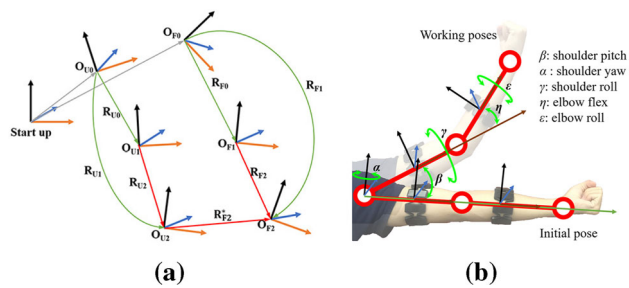 Start up
O_U0
O_F0
R_U0
R_F0
R_F1
O_U1
O_F1
R_U1
R_U2
R_F2
R*_F2
O_U2
O_F2
(a)
Working poses
β: shoulder pitch
α : shoulder yaw
γ: shoulder roll
η: elbow flex
ε: elbow roll
ε
η
γ
α
β
Initial pose
(b)